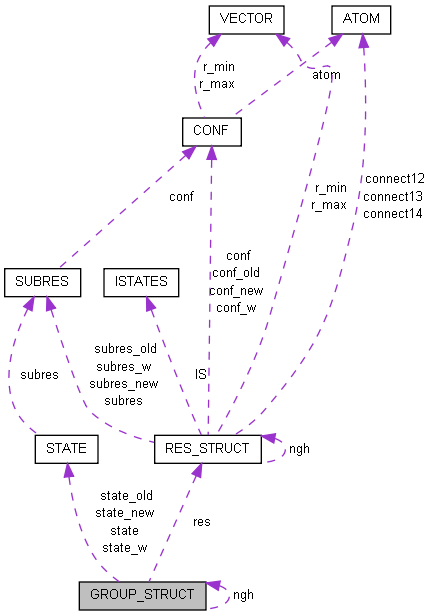 VECTOR
ATOM
r_min
r_max
atom
CONF
connect12
connect13
connect14
r_min
r_max
conf
conf
conf_old
conf_new
conf_w
SUBRES
ISTATES
subres_old
subres_w
subres_new
subres
subres
IS
STATE
RES_STRUCT
ngh
state_old
state_new
state
state_w
res
GROUP_STRUCT
ngh